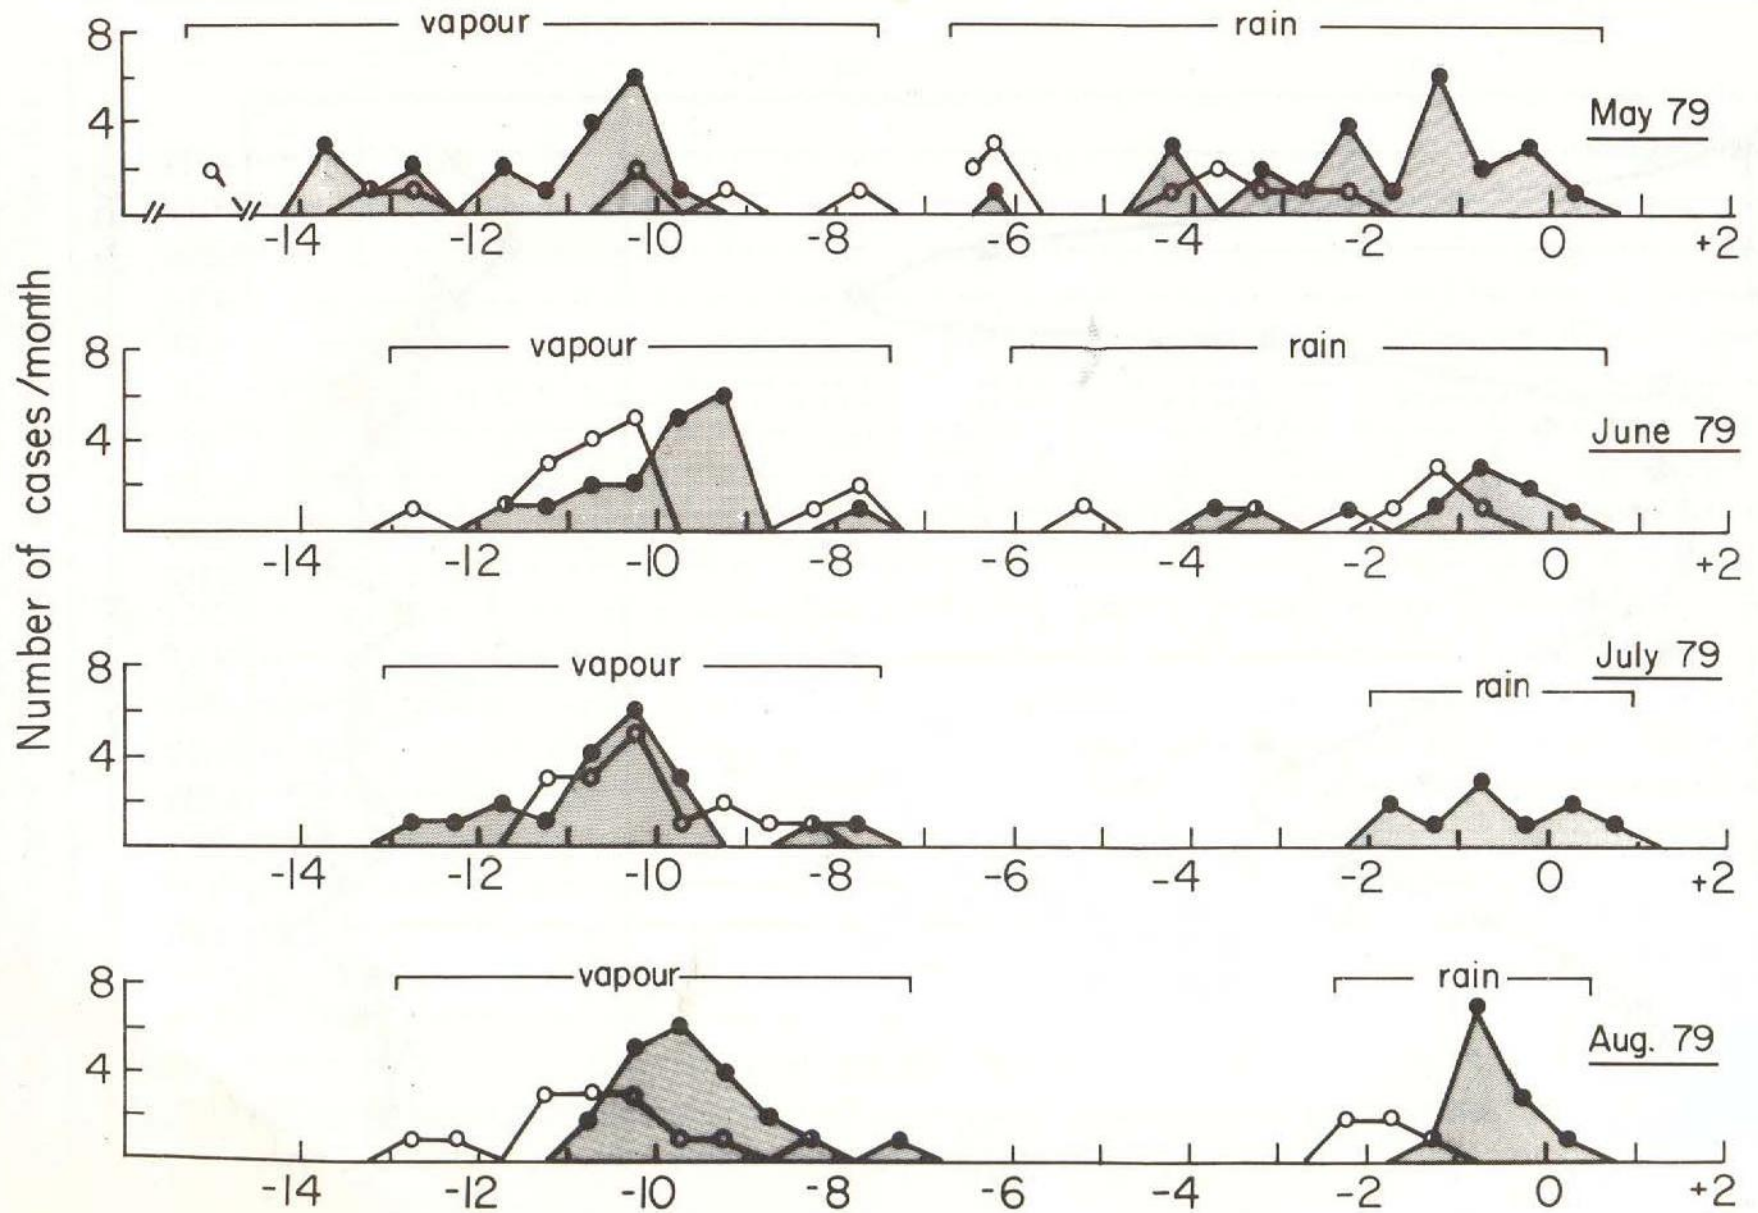 vapour rain
8
May 79
4
0
-14 -12 -10 -8 -6 -4 -2 0 +2
Number of cases/month
vapour rain
8
June 79
4
-14 -12 -10 -8 -6 -4 -2 0 +2
July 79
8
vapour
rain
4
-14 -12 -10 -8 -6 -4 -2 0 +2
vapour rain
8
Aug. 79
4
-14 -12 -10 -8 -6 -4 -2 0 +2